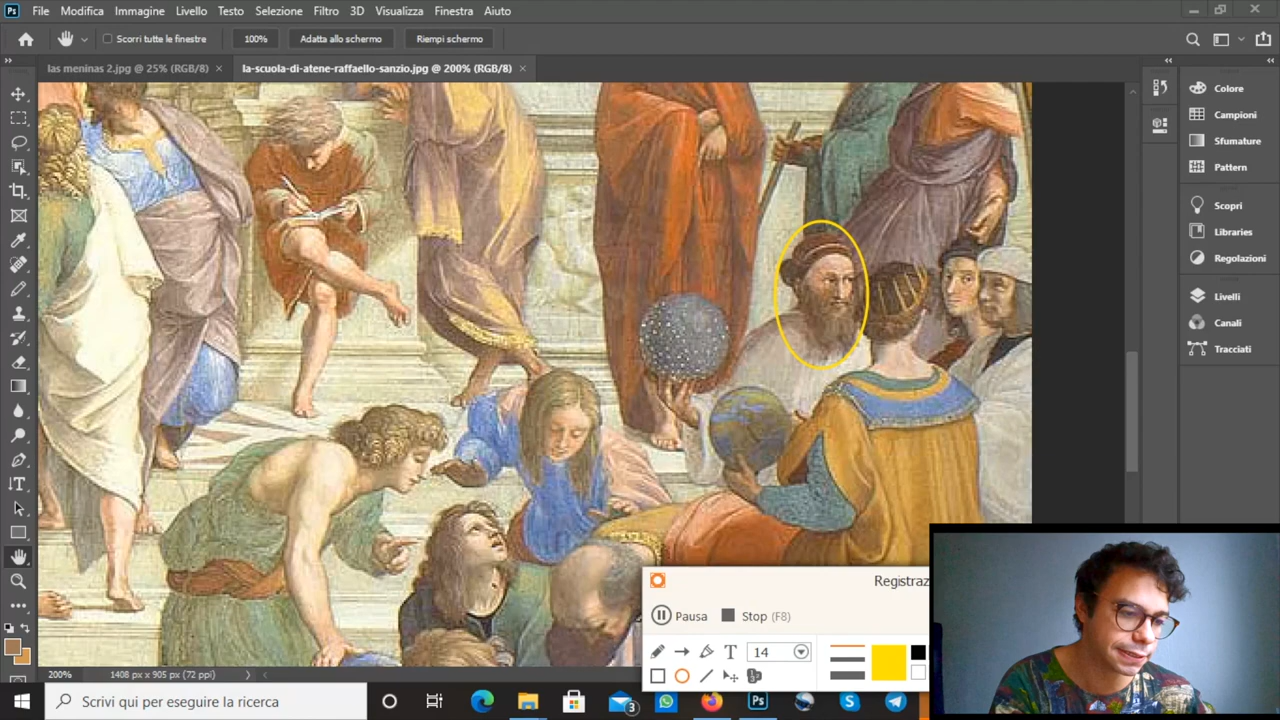 Ps File Modifica Immagine Livello Testo Selezione Filtro 3D Visualizza Finestra Aiuto
Scorri tutte le finestre 100% Adatta allo schermo Riempi schermo
las meninas 2.jpg @ 25% (RGB/8) × la-scuola-di-atene-raffaello-sanzio.jpg @ 200% (RGB/8) ×
Colore
Campioni
Sfumature
Pattern
Scopri
Libraries
Regolazioni
Livelli
Canali
Tracciati
Registraz
Pausa Stop (F8)
T 14
200% 1408 px x 905 px (72 ppi)
Scrivi qui per eseguire la ricerca 3 Ps S